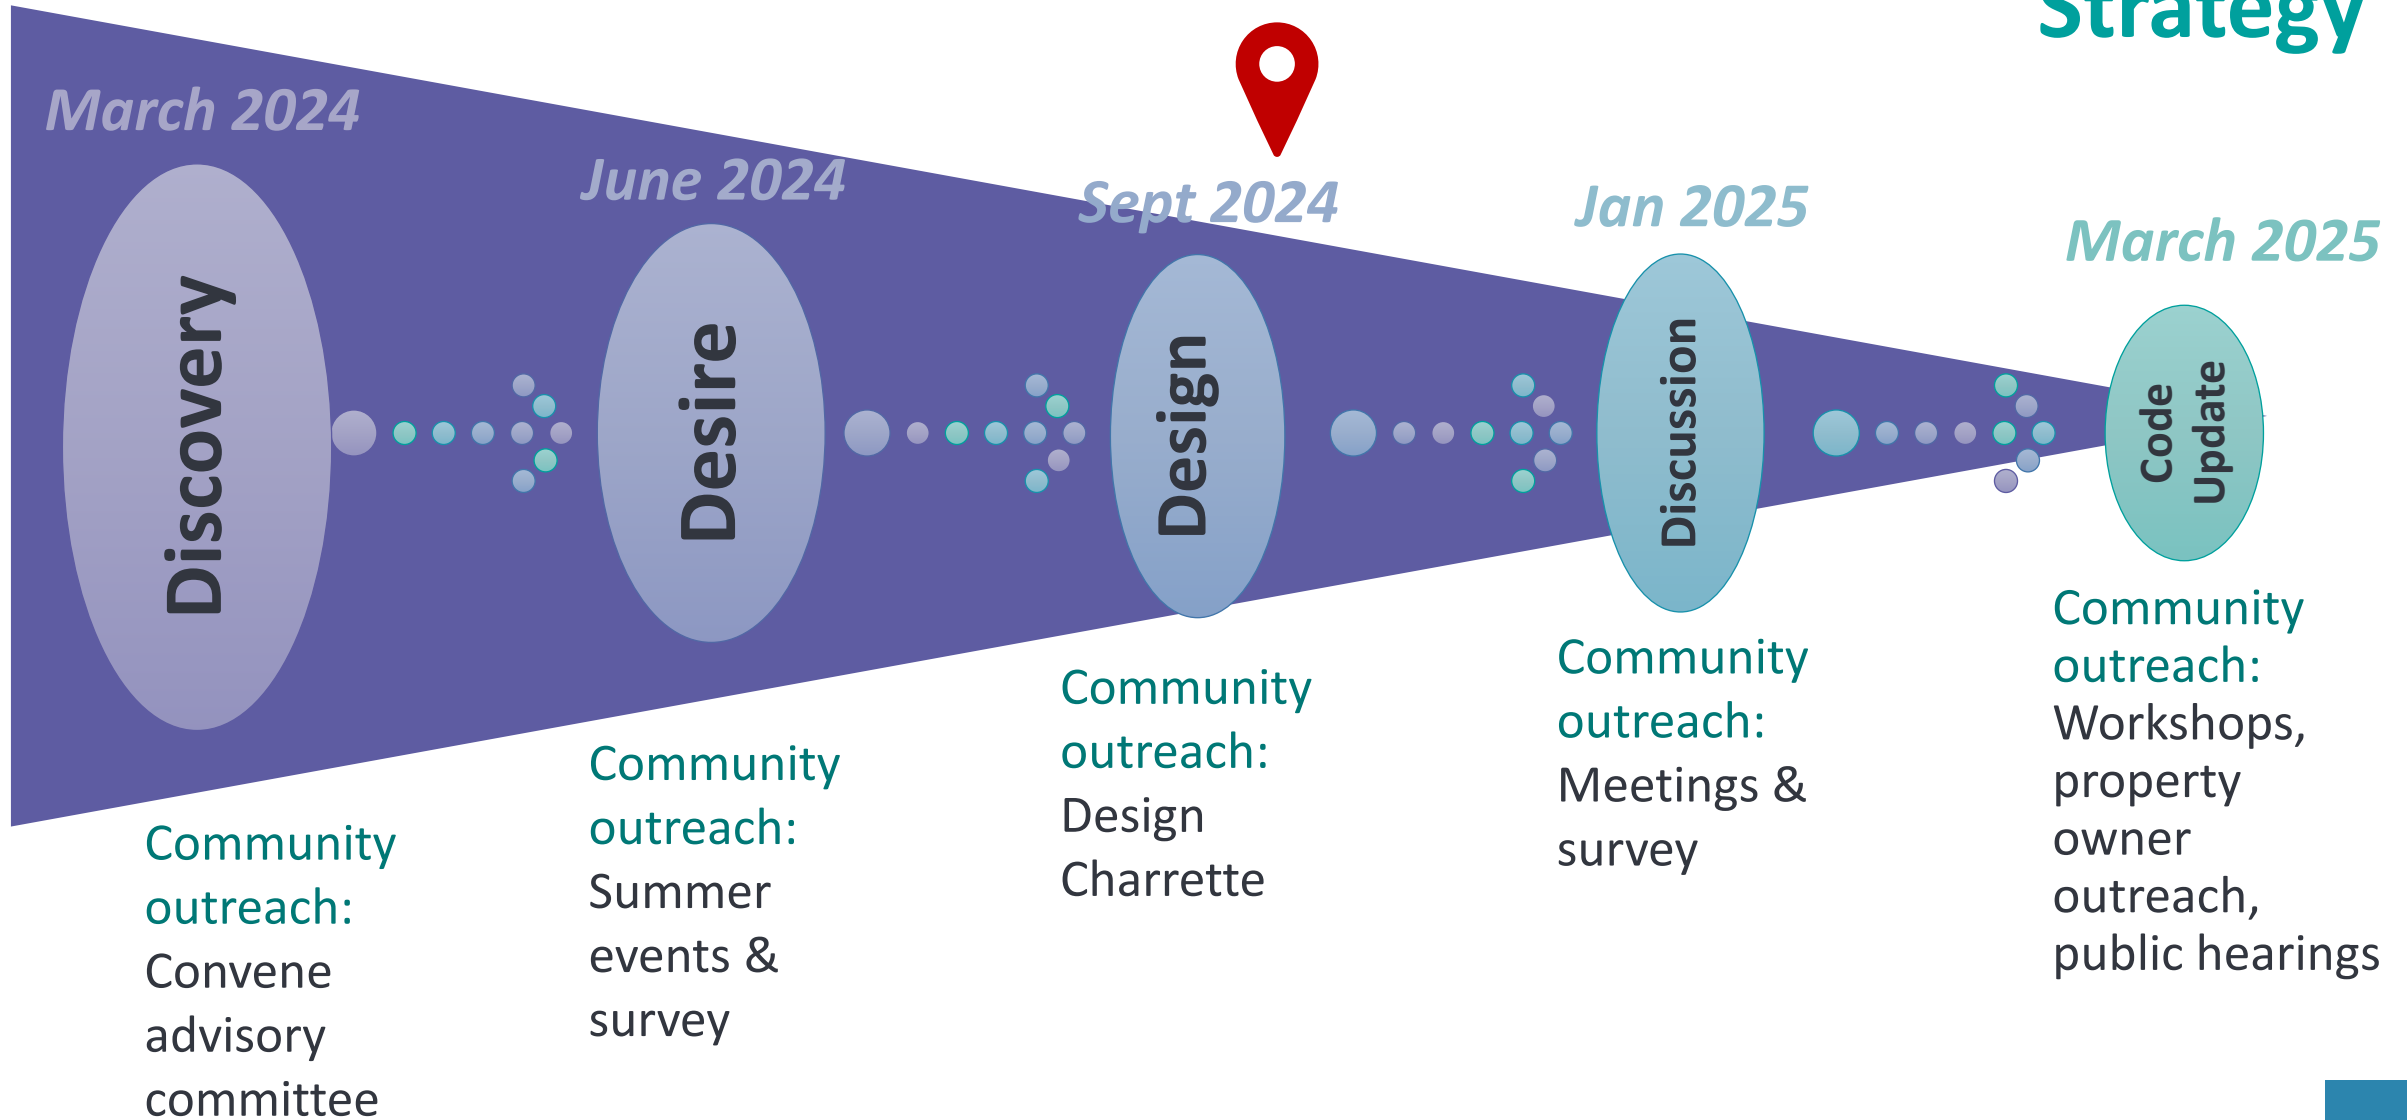 Strategy
March 2024
June 2024
Sept 2024
Jan 2025
March 2025
Discovery
Desire
Design
Discussion
Code
Update
Community
outreach:
Convene
advisory
committee
Community
outreach:
Summer
events &
survey
Community
outreach:
Design
Charrette
Community
outreach:
Meetings &
survey
Community
outreach:
Workshops,
property
owner
outreach,
public hearings